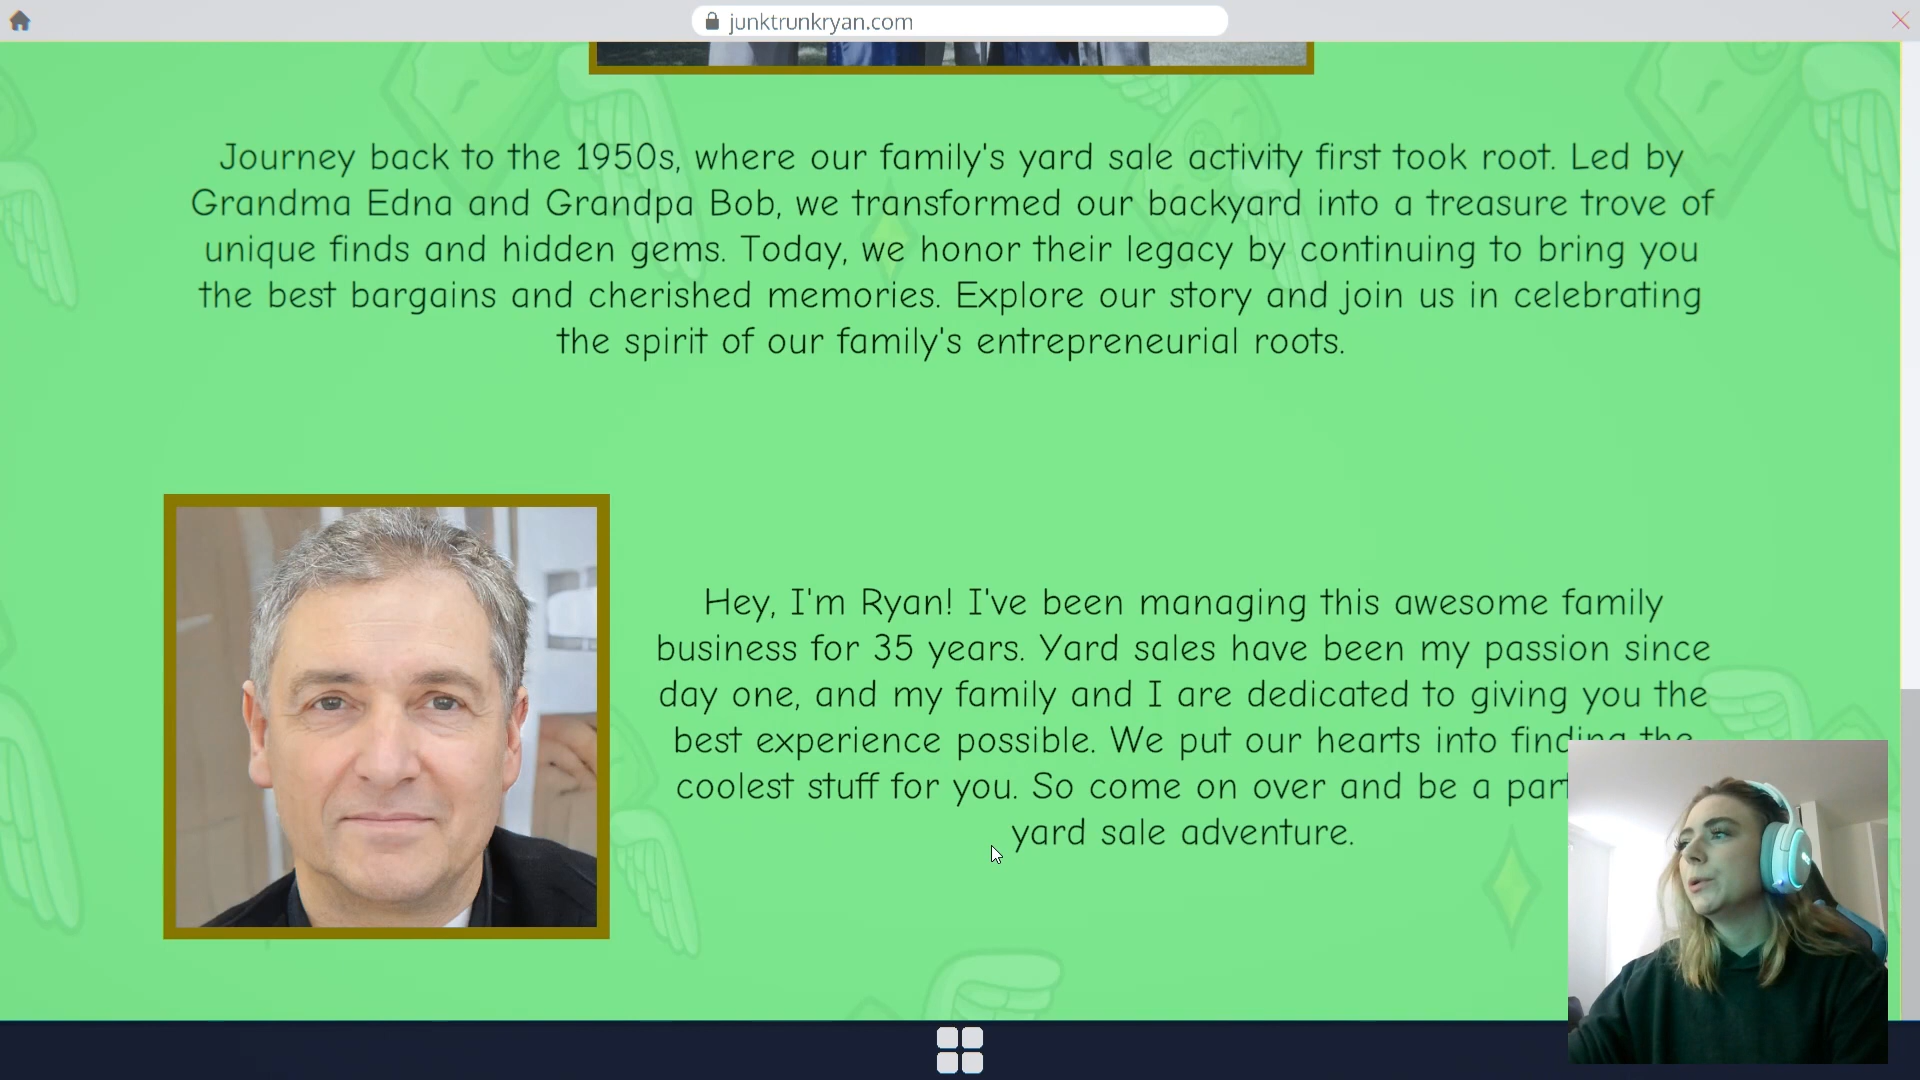 junktrunkryan.com
Journey back to the 1950s, where our family's yard sale activity first took root. Led by
Grandma Edna and Grandpa Bob, we transformed our backyard into a treasure trove of
unique finds and hidden gems. Today, we honor their legacy by continuing to bring you
the best bargains and cherished memories. Explore our story and join us in celebrating
the spirit of our family's entrepreneurial roots.
Hey, I'm Ryan! I've been managing this awesome family
business for 35 years. Yard sales have been my passion since
day one, and my family and I are dedicated to giving you the
best experience possible. We put our hearts into finding the
coolest stuff for you. So come on over and be a part
yard sale adventure.